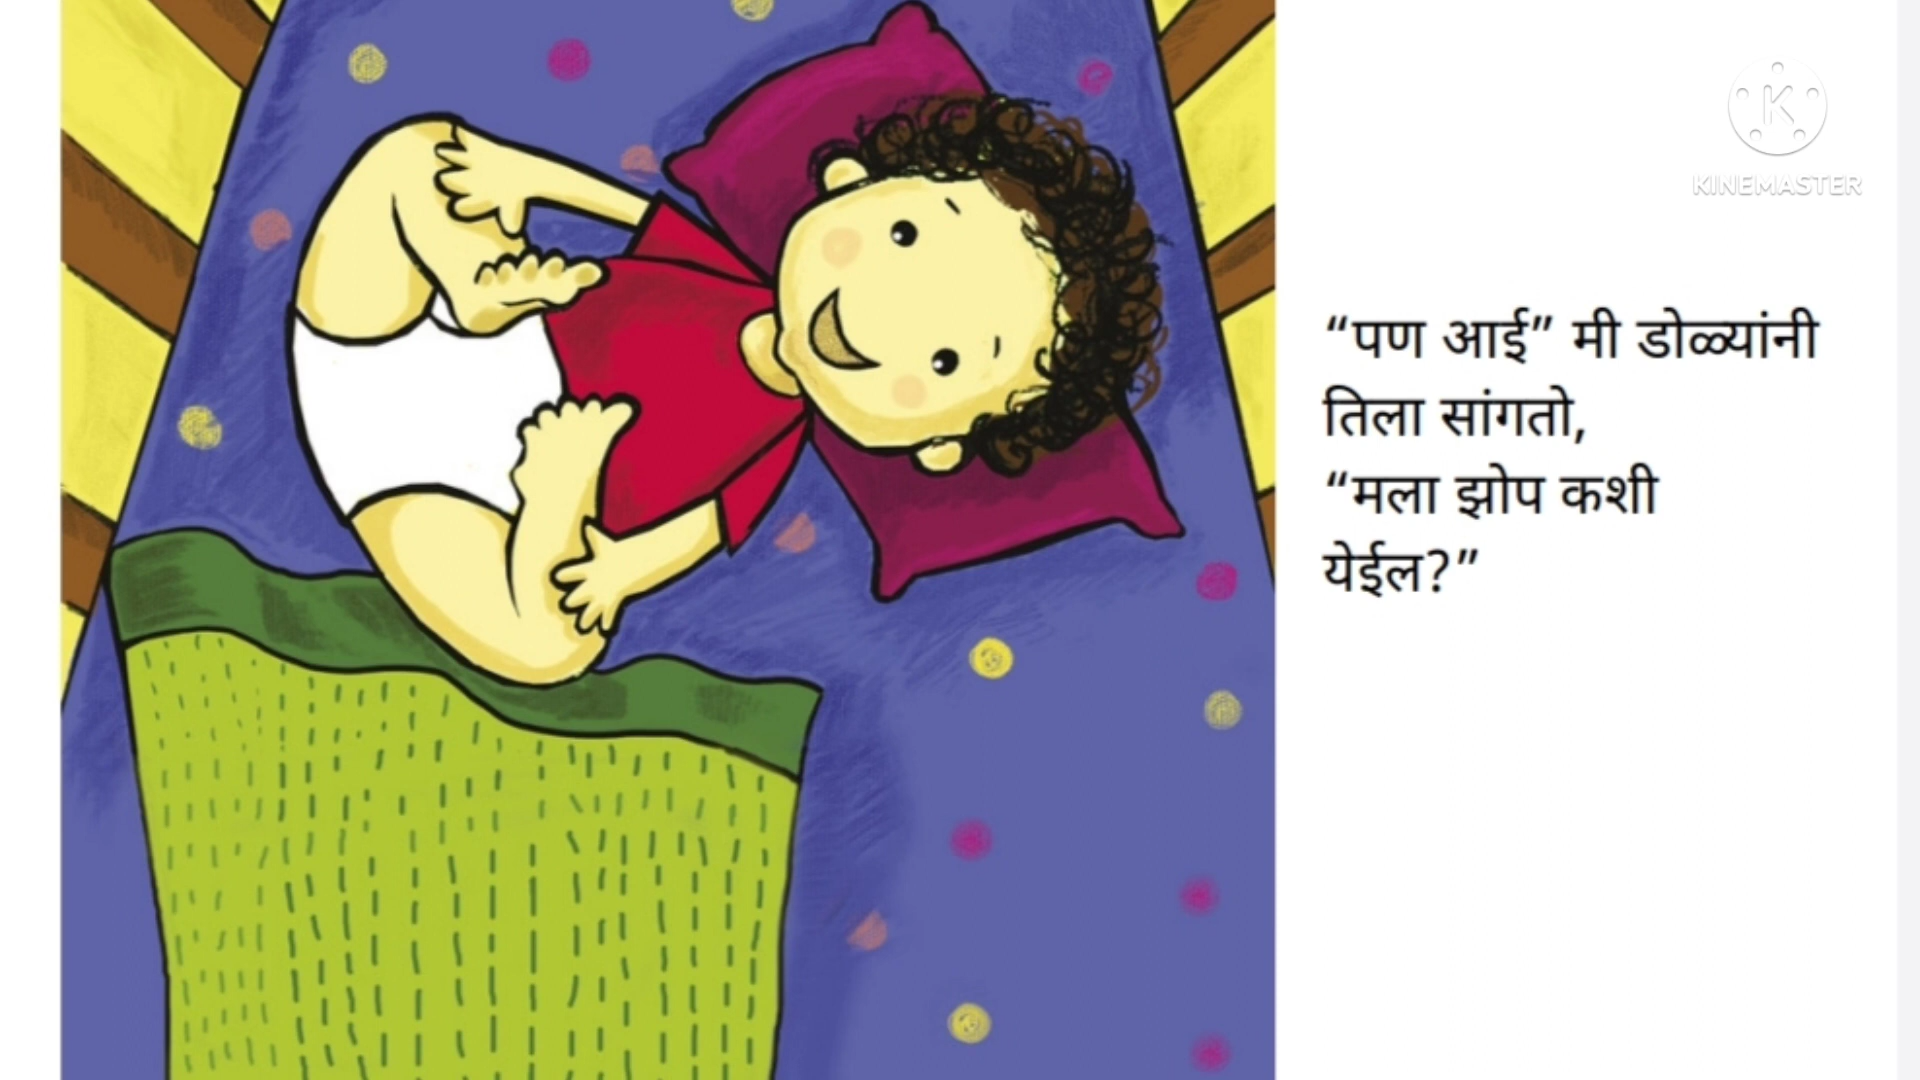 KINEMASTER
“पण आई” मी डोळ्यांनी
तिला सांगतो,
“मला झोप कशी
येईल?”